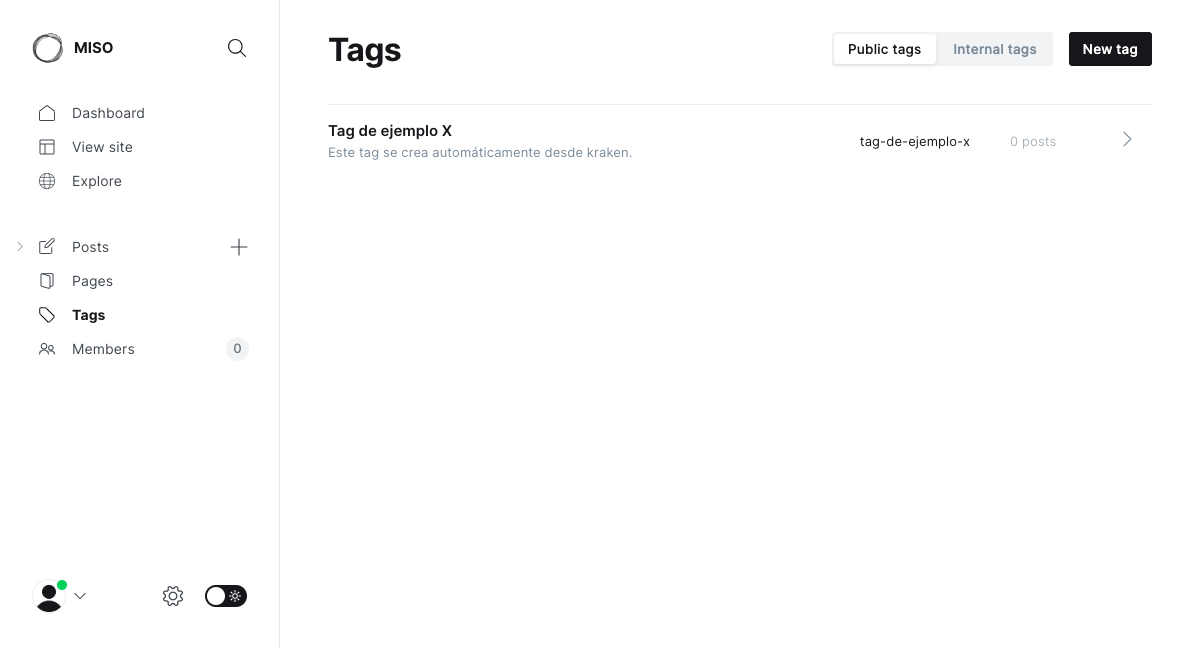 MISO
Dashboard
View site
Explore
Posts
Pages
Tags
Members
0
Tags
Public tags
Internal tags
New tag
Tag de ejemplo X
Este tag se crea automáticamente desde kraken.
tag-de-ejemplo-x
0 posts